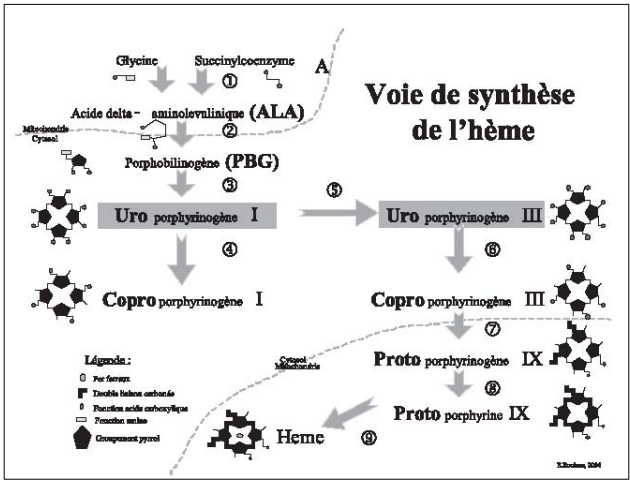 Glycine Succinylcoenzyme A
①
Voie de synthèse
de l'hème
Acide delta- aminolevulinique (ALA)
Mitochondrie
Cytosol
②
Porphobilinogène (PBG)
③
⑤
Uro porphyrinogène I
Uro porphyrinogène III
④
⑥
Copro porphyrinogène I
Copro porphyrinogène III
⑦
Cytosol
Mitochondrie
Proto porphyrinogène IX
⑧
Légende :
Fer ferreux
Double liaison carbonée
Fonction acide carboxylique
Fonction amine
Groupement pyrrol
Proto porphyrine IX
Heme
⑨